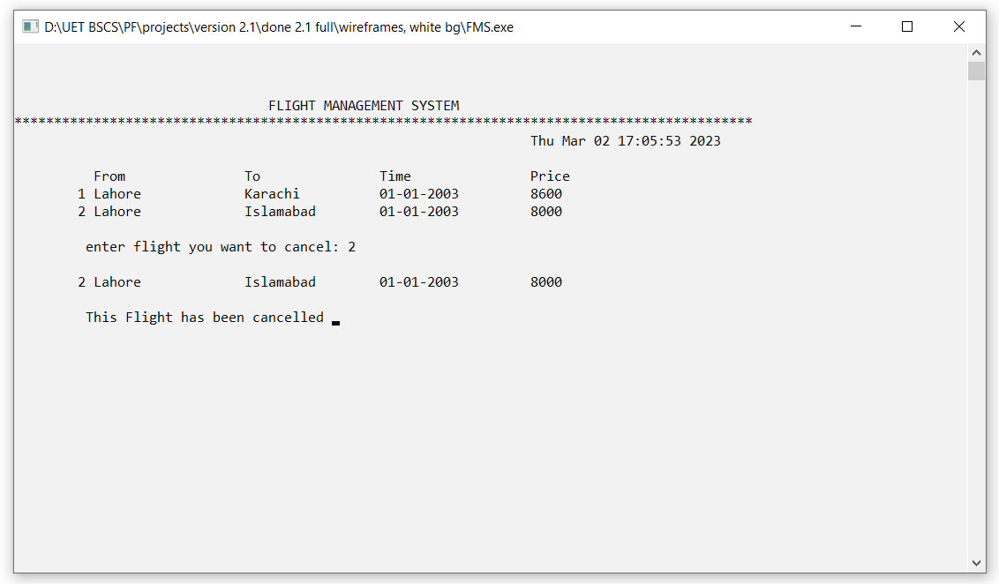 D:\UET BSCS\PF\projects\version 2.1\done 2.1 full\wireframes, white bg\FMS.exe
FLIGHT MANAGEMENT SYSTEM
*********************************************************************************************
Thu Mar 02 17:05:53 2023
From To Time Price
1 Lahore Karachi 01-01-2003 8600
2 Lahore Islamabad 01-01-2003 8000
enter flight you want to cancel: 2
2 Lahore Islamabad 01-01-2003 8000
This Flight has been cancelled